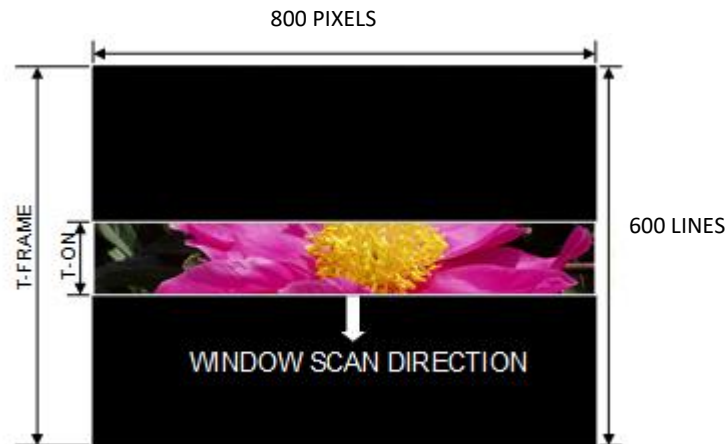 800 PIXELS
T-FRAME
T-ON
600 LINES
WINDOW SCAN DIRECTION